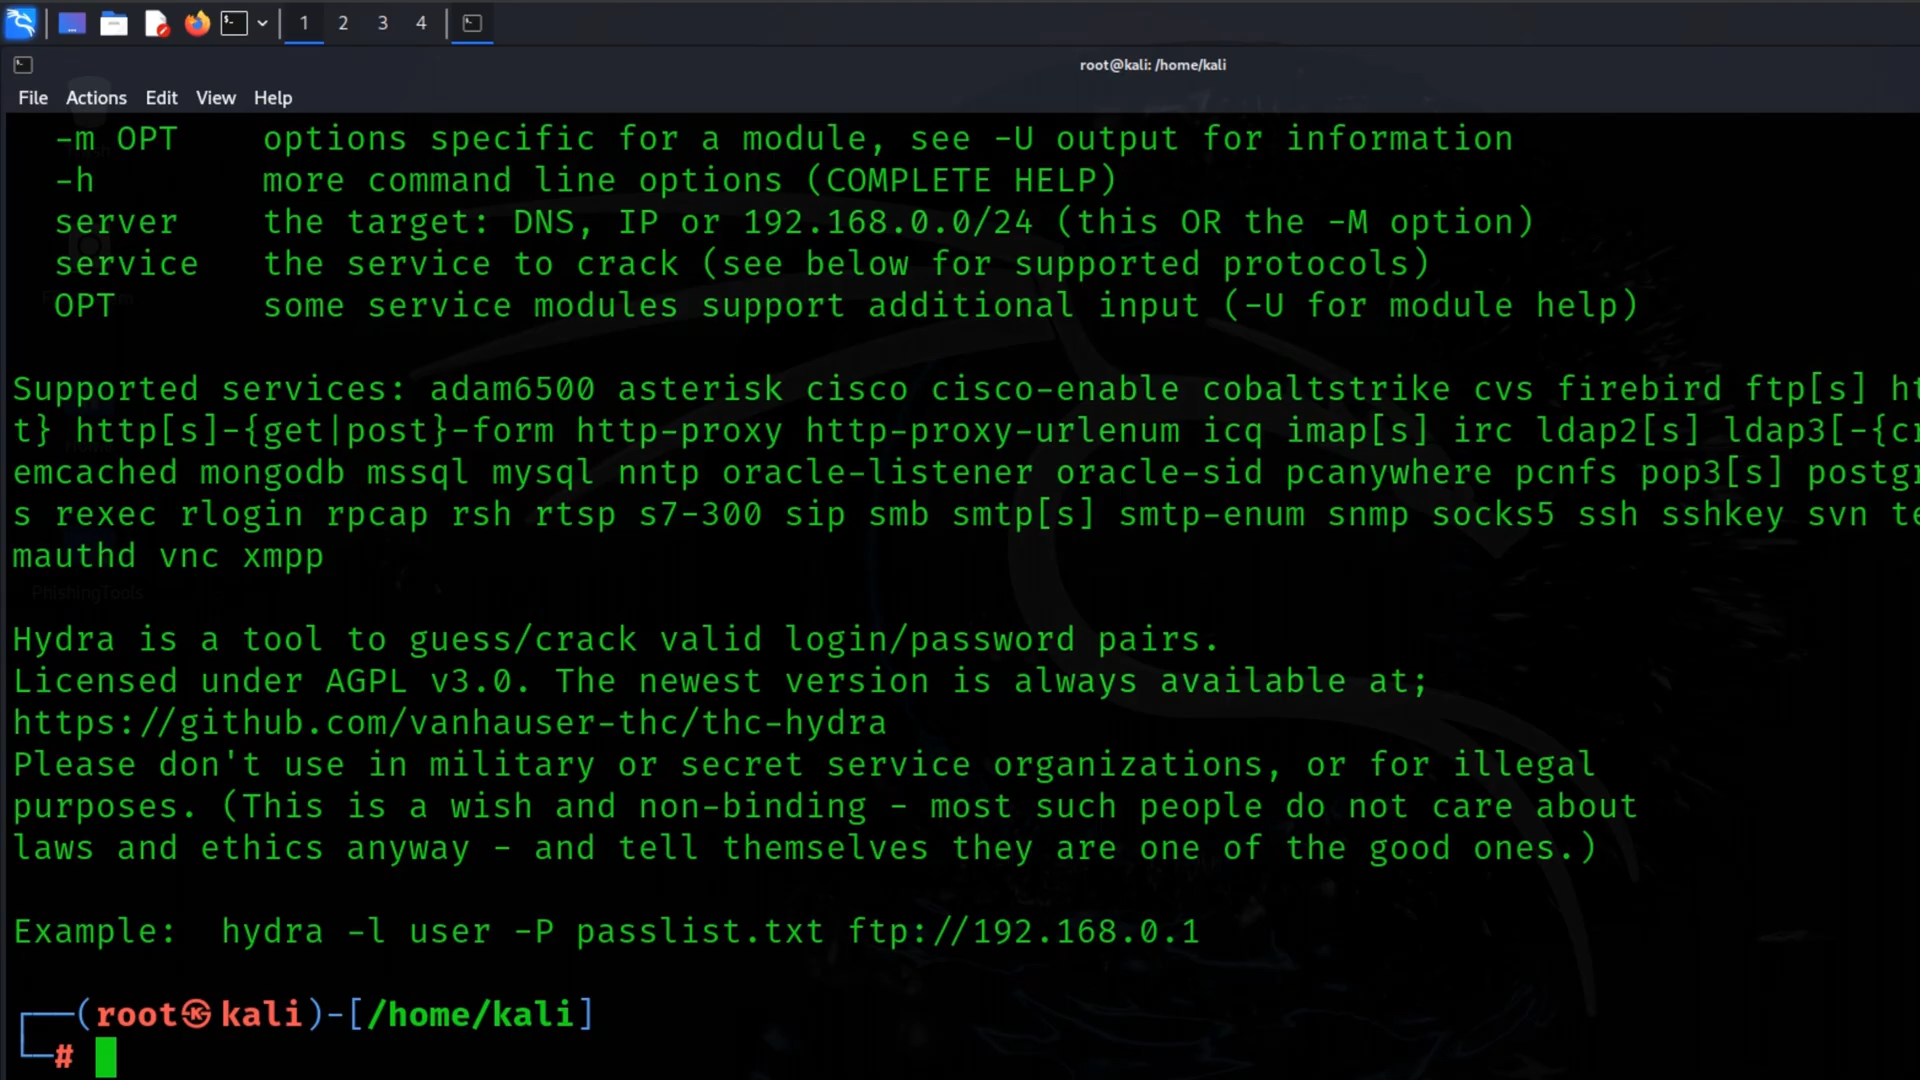 1 2 3 4
root@kali: /home/kali
File Actions Edit View Help
-m OPT options specific for a module, see -U output for information
-h more command line options (COMPLETE HELP)
server the target: DNS, IP or 192.168.0.0/24 (this OR the -M option)
service the service to crack (see below for supported protocols)
OPT some service modules support additional input (-U for module help)
Supported services: adam6500 asterisk cisco cisco-enable cobaltstrike cvs firebird ftp[s] ht
t} http[s]-{get|post}-form http-proxy http-proxy-urlenum icq imap[s] irc ldap2[s] ldap3[-{cr
emcached mongodb mssql mysql nntp oracle-listener oracle-sid pcanywhere pcnfs pop3[s] postgr
s rexec rlogin rpcap rsh rtsp s7-300 sip smb smtp[s] smtp-enum snmp socks5 ssh sshkey svn te
mauthd vnc xmpp
PhishingTools
Hydra is a tool to guess/crack valid login/password pairs.
Licensed under AGPL v3.0. The newest version is always available at;
https://github.com/vanhauser-thc/thc-hydra
Please don't use in military or secret service organizations, or for illegal
purposes. (This is a wish and non-binding - most such people do not care about
laws and ethics anyway - and tell themselves they are one of the good ones.)
Example: hydra -l user -P passlist.txt ftp://192.168.0.1
┌──(root㉿kali)-[/home/kali]
└─#